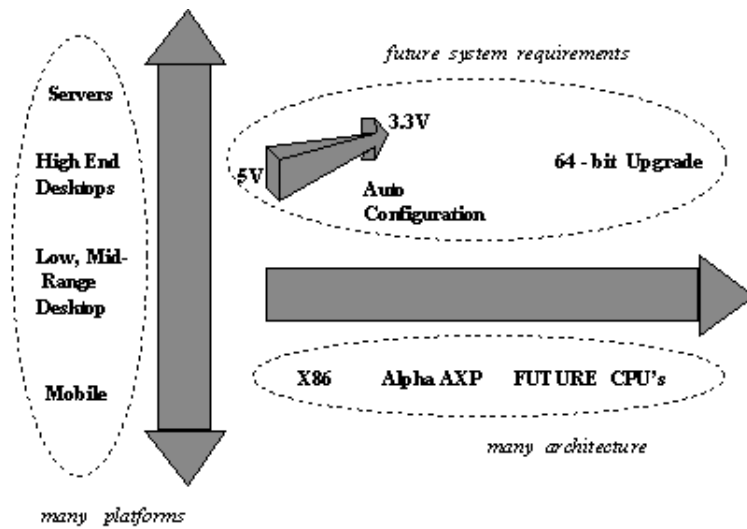 future system requirements
Servers
3.3V
High End
Desktops
5V
64 - bit Upgrade
Auto
Configuration
Low, Mid-
Range
Desktop
X86 Alpha AXP FUTURE CPU's
Mobile
many architecture
many platforms